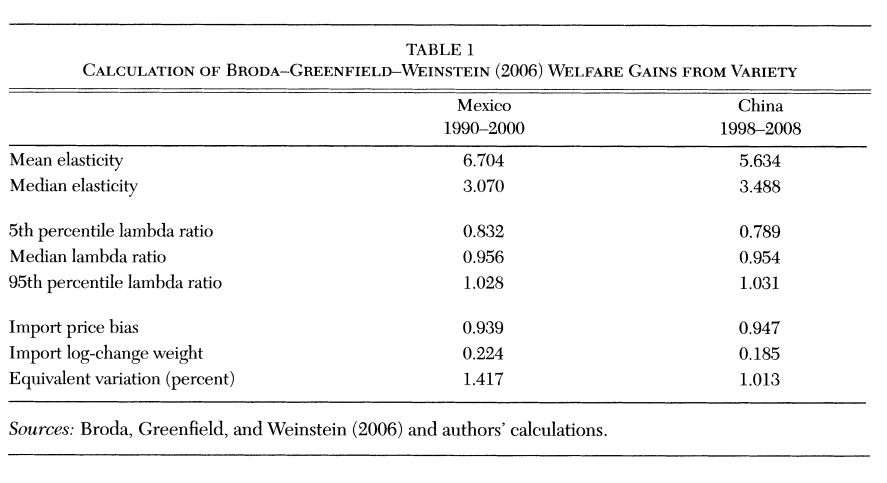 TABLE 1
CALCULATION OF BRODA–GREENFIELD–WEINSTEIN (2006) WELFARE GAINS FROM VARIETY
Mexico China
1990–2000 1998–2008
Mean elasticity 6.704 5.634
Median elasticity 3.070 3.488
5th percentile lambda ratio 0.832 0.789
Median lambda ratio 0.956 0.954
95th percentile lambda ratio 1.028 1.031
Import price bias 0.939 0.947
Import log-change weight 0.224 0.185
Equivalent variation (percent) 1.417 1.013
Sources: Broda, Greenfield, and Weinstein (2006) and authors’ calculations.